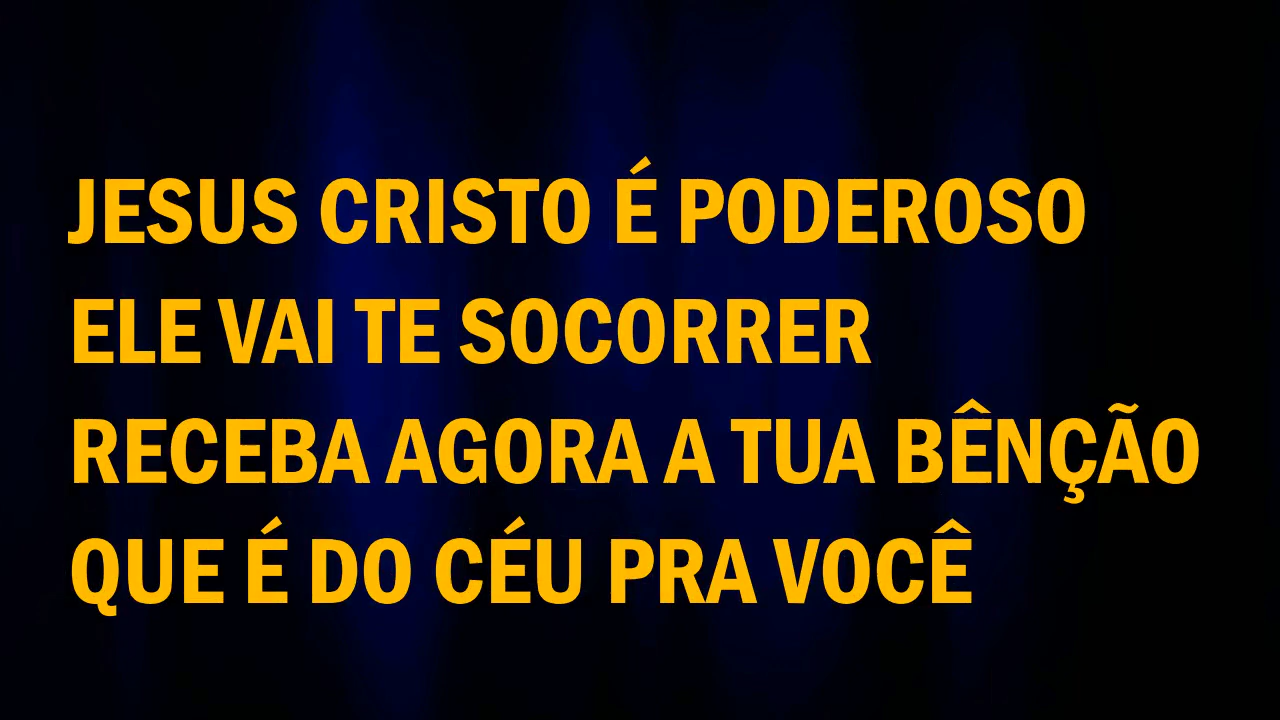 JESUS CRISTO É PODEROSO
ELE VAI TE SOCORRER
RECEBA AGORA A TUA BÊNÇÃO
QUE É DO CÉU PRA VOCÊ